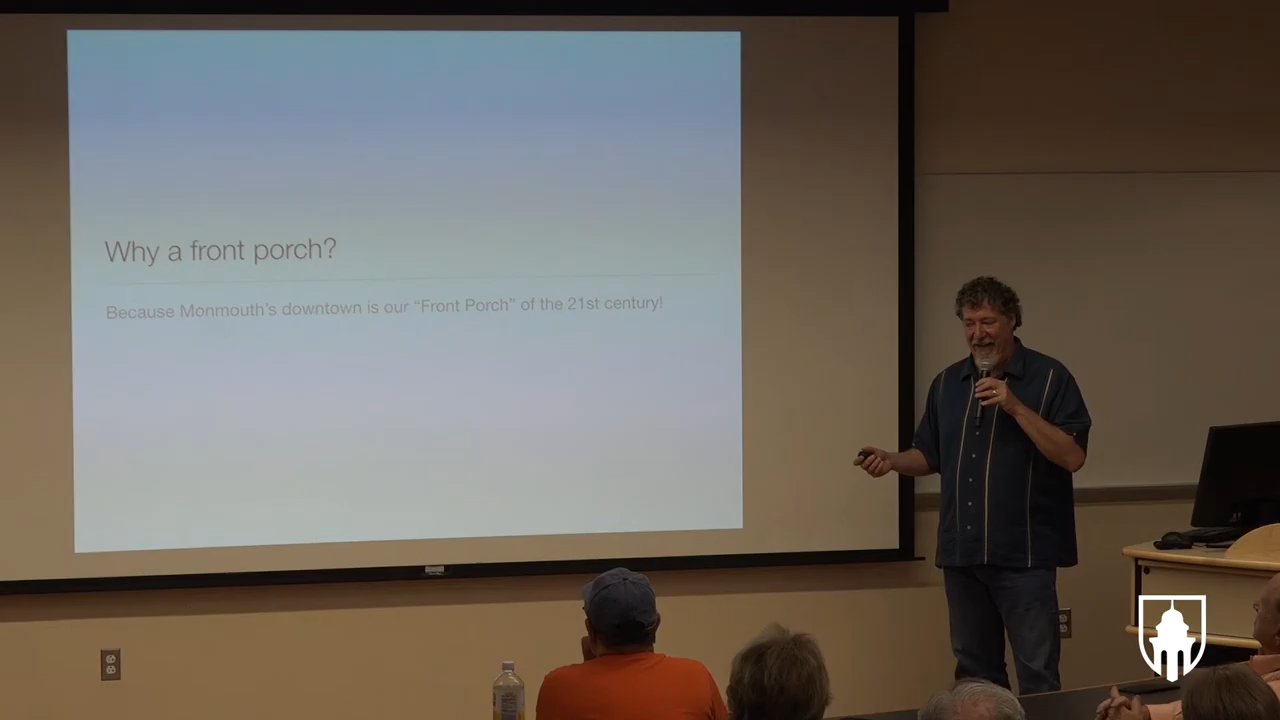 Why a front porch?
Because Monmouth's downtown is our “Front Porch” of the 21st century!